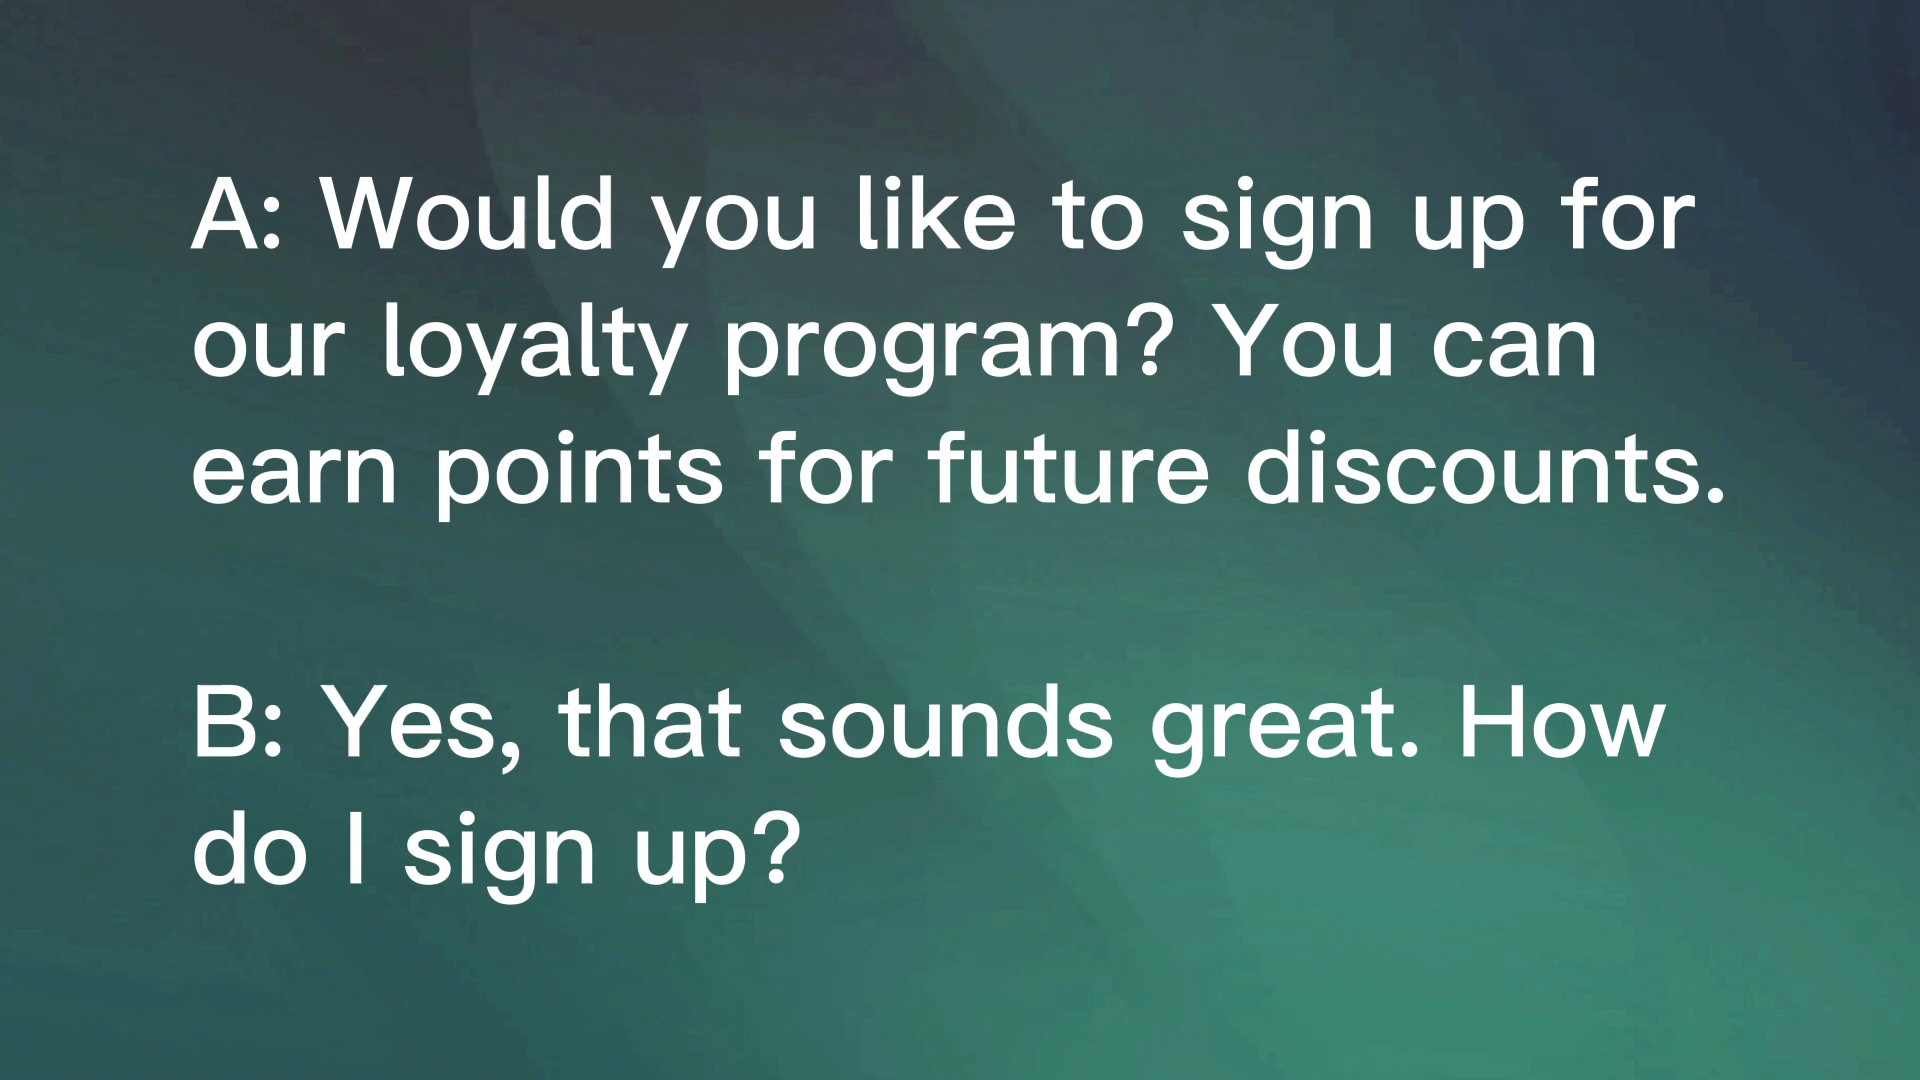 A: Would you like to sign up for
our loyalty program? You can
earn points for future discounts.
B: Yes, that sounds great. How
do I sign up?